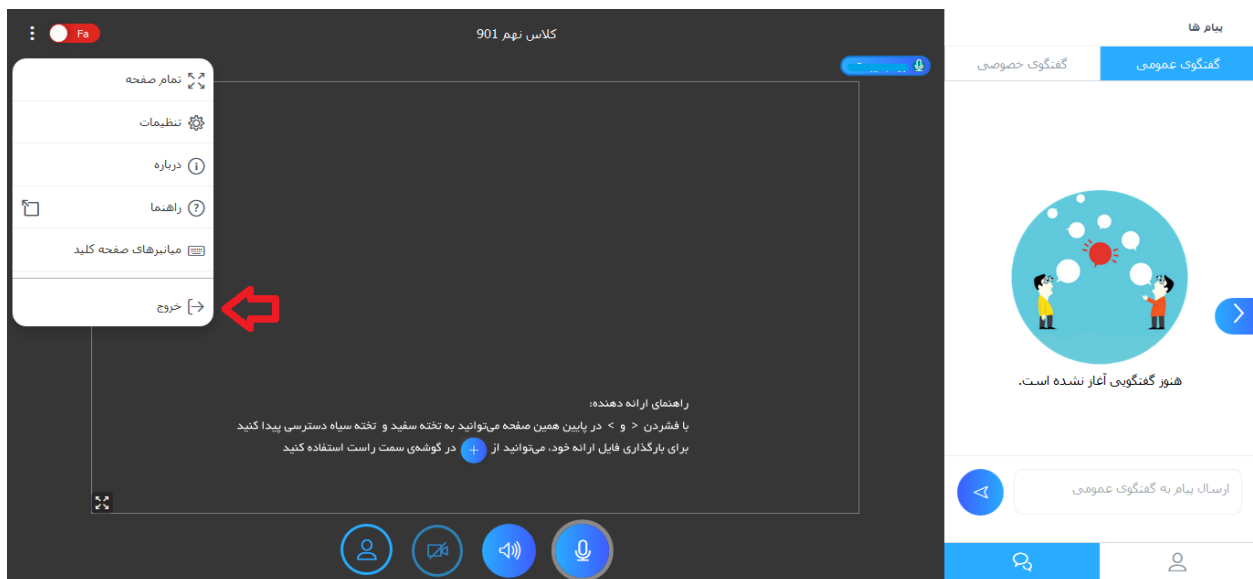 پیام ها
گفتگوی عمومی
گفتگوی خصوصی
هنوز گفتگویی آغاز نشده است.
ارسال پیام به گفتگوی عمومی
کلاس نهم 901
Fa
تمام صفحه
تنظیمات
درباره
راهنما
میانبرهای صفحه کلید
خروج
راهنمای ارائه دهنده:
با فشردن < و > در پایین همین صفحه می‌توانید به تخته سفید و تخته سیاه دسترسی پیدا کنید
برای بارگذاری فایل ارائه خود، می‌توانید از + در گوشه‌ی سمت راست استفاده کنید